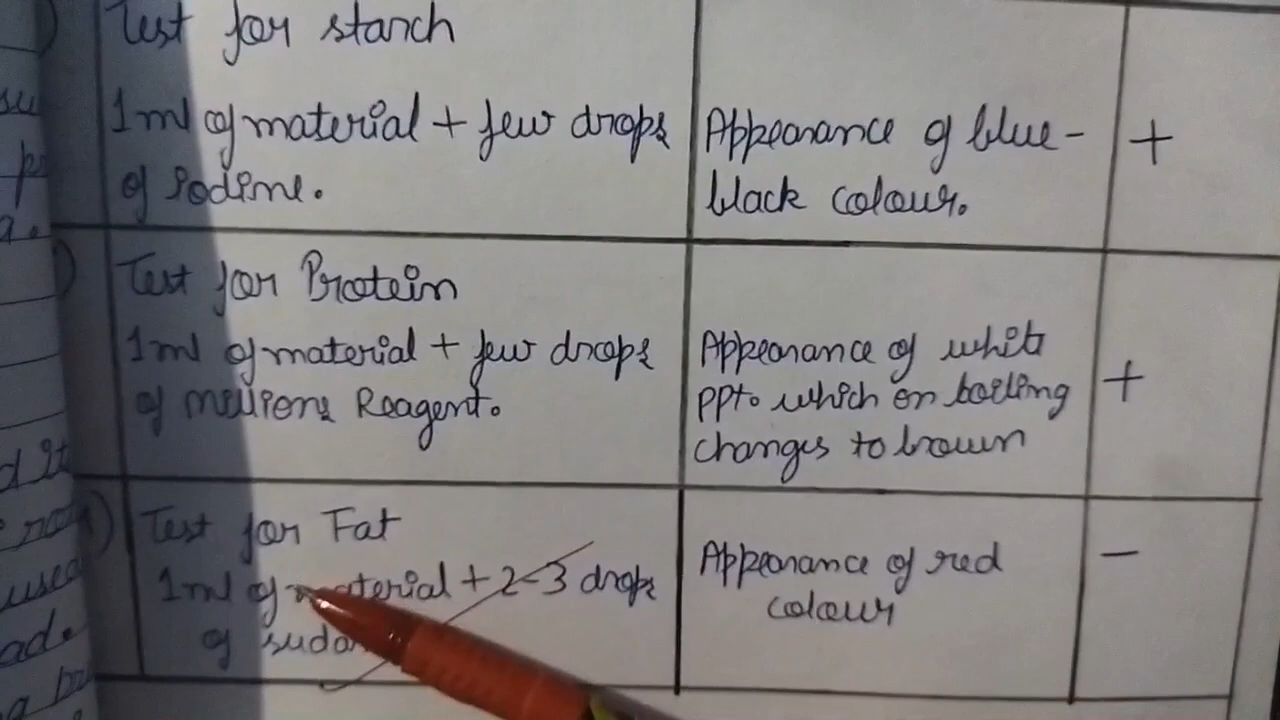 Test for starch
1ml of material + few drops
of Iodine.
Appearance of blue-
black colour.
+
Test for Protein
1ml of material + few drops
of millions Reagent.
Appearance of white
ppt. which on boiling
changes to brown
+
Test for Fat
1ml of material + 2-3 drops
of
Appearance of red
colour
-